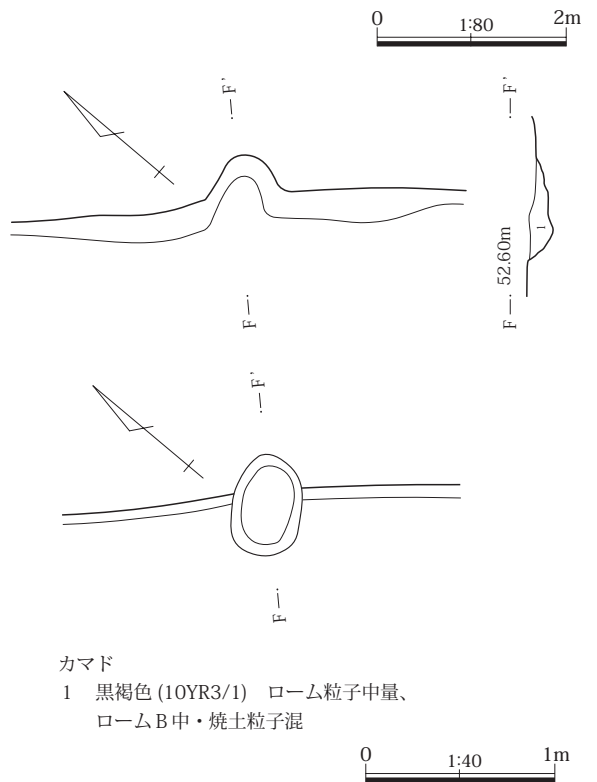 0 1:80 2m
F'
F'
F
F 52.60m
1
F'
F
カマド
1 黒褐色 (10YR3/1) ローム粒子中量、
ロームB中・焼土粒子混
0 1:40 1m